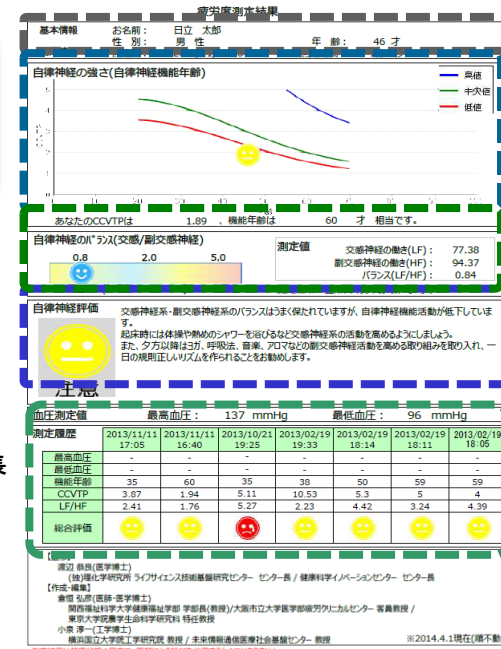 疲労度測定結果
基本情報 お名前： 日立 太郎
性 別： 男 性 年 齢： 46 才
自律神経の強さ(自律神経機能年齢)
高値
中央値
低値
あなたのCCVTPは 1.89 、機能年齢は 60 才 相当です。
自律神経のバランス(交感/副交感神経)
0.8 2.0 5.0
測定値 交感神経の働き(LF)： 77.38
副交感神経の働き(HF)： 94.37
バランス(LF/HF)： 0.84
自律神経評価
交感神経系・副交感神経系のバランスはうまく保たれていますが、自律神経機能活動が低下しています。
起床時には体操や熱めのシャワーを浴びるなど交感神経系の活動を高めるようにしましょう。
また、夕方以降はヨガ、呼吸法、音楽、アロマなどの副交感神経活動を高める取り組みを取り入れ、一
日の規則正しいリズムを作られることをお勧めします。
注意
血圧測定値 最高血圧： 137 mmHg 最低血圧： 96 mmHg
測定履歴 2013/11/11 17:05 2013/11/11 16:40 2013/10/21 19:25 2013/02/19 19:33 2013/02/19 18:14 2013/02/19 18:11 2013/02/19 18:05
最高血圧 - - - - - - -
最低血圧 - - - - - - -
機能年齢 35 60 35 38 50 59 59
CCVTP 3.87 1.94 5.11 10.53 5.3 5 4
LF/HF 2.41 1.76 5.27 2.23 4.42 3.24 4.39
総合評価
長
渡辺 恭良(医学博士)
(独)理化学研究所 ライフサイエンス技術基盤研究センター センター長 / 健康科学イノベーションセンター センター長
【作成・編集】
倉恒 弘彦(医師・医学博士)
関西福祉科学大学健康福祉学部 学部長(教授)/大阪市立大学医学部疲労クリニカルセンター 客員教授 /
東京大学院農学生命科学研究科 特任教授
小泉 淳一(工学博士)
横浜国立大学院工学研究院 教授 / 未来情報通信医療社会基盤センター 教授
※2014.4.1現在(順不動